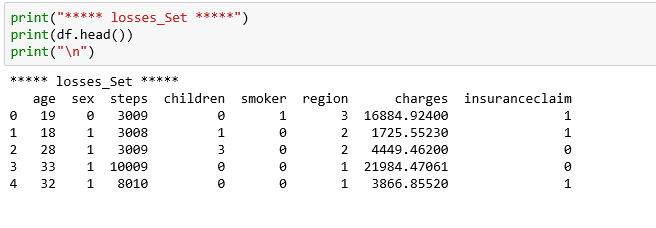 print("***** losses_Set *****")
print(df.head())
print("\n")
***** losses_Set *****
   age  sex  steps  children  smoker  region      charges  insuranceclaim
0   19    0   3009         0       1       3  16884.92400               1
1   18    1   3008         1       0       2   1725.55230               1
2   28    1   3009         3       0       2   4449.46200               0
3   33    1  10009         0       0       1  21984.47061               0
4   32    1   8010         0       0       1   3866.85520               1